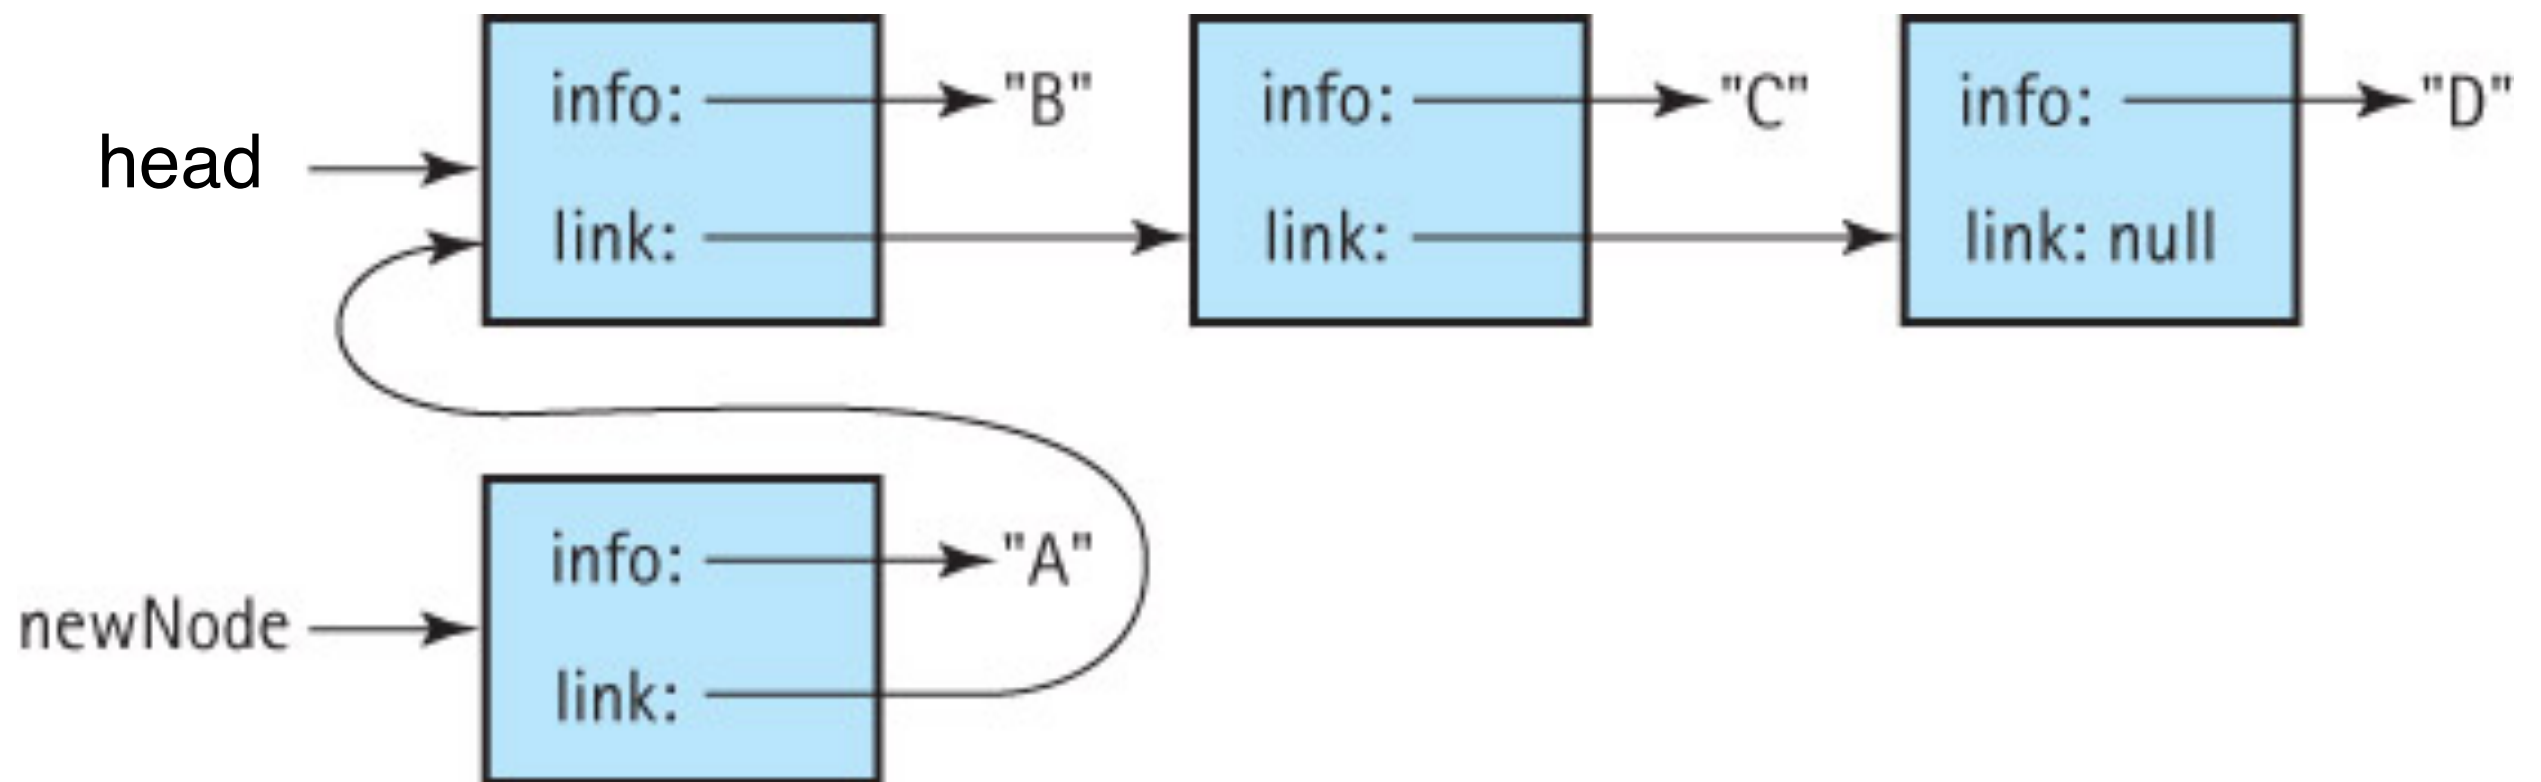 info: "B" info: "C" info: "D"
head
link: link: link: null
info: "A"
newNode
link: